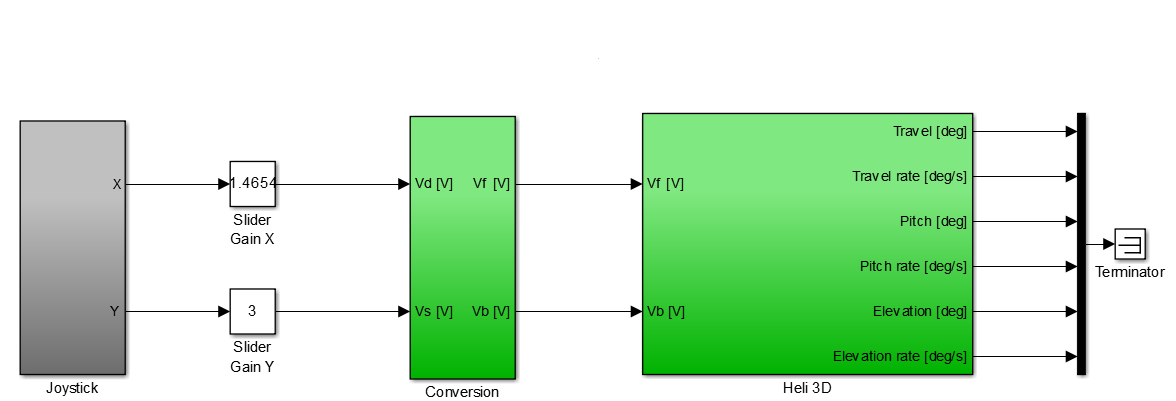 X
Y
Joystick
1.4654
Slider
Gain X
3
Slider
Gain Y
Vd [V]
Vf [V]
Vs [V]
Vb [V]
Conversion
Vf [V]
Vb [V]
Travel [deg]
Travel rate [deg/s]
Pitch [deg]
Pitch rate [deg/s]
Elevation [deg]
Elevation rate [deg/s]
Heli 3D
Terminator